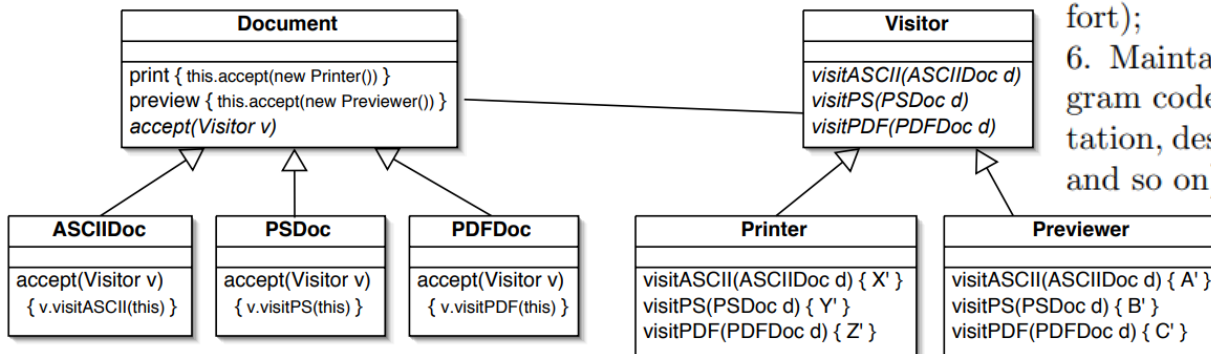 Document
print { this.accept(new Printer()) }
preview { this.accept(new Previewer()) }
accept(Visitor v)
Visitor
visitASCII(ASCIIDoc d)
visitPS(PSDoc d)
visitPDF(PDFDoc d)
fort);
6. Mainta
gram code
tation, des
and so on
ASCIIDoc
accept(Visitor v)
{ v.visitASCII(this) }
PSDoc
accept(Visitor v)
{ v.visitPS(this) }
PDFDoc
accept(Visitor v)
{ v.visitPDF(this) }
Printer
visitASCII(ASCIIDoc d) { X' }
visitPS(PSDoc d) { Y' }
visitPDF(PDFDoc d) { Z' }
Previewer
visitASCII(ASCIIDoc d) { A' }
visitPS(PSDoc d) { B' }
visitPDF(PDFDoc d) { C' }